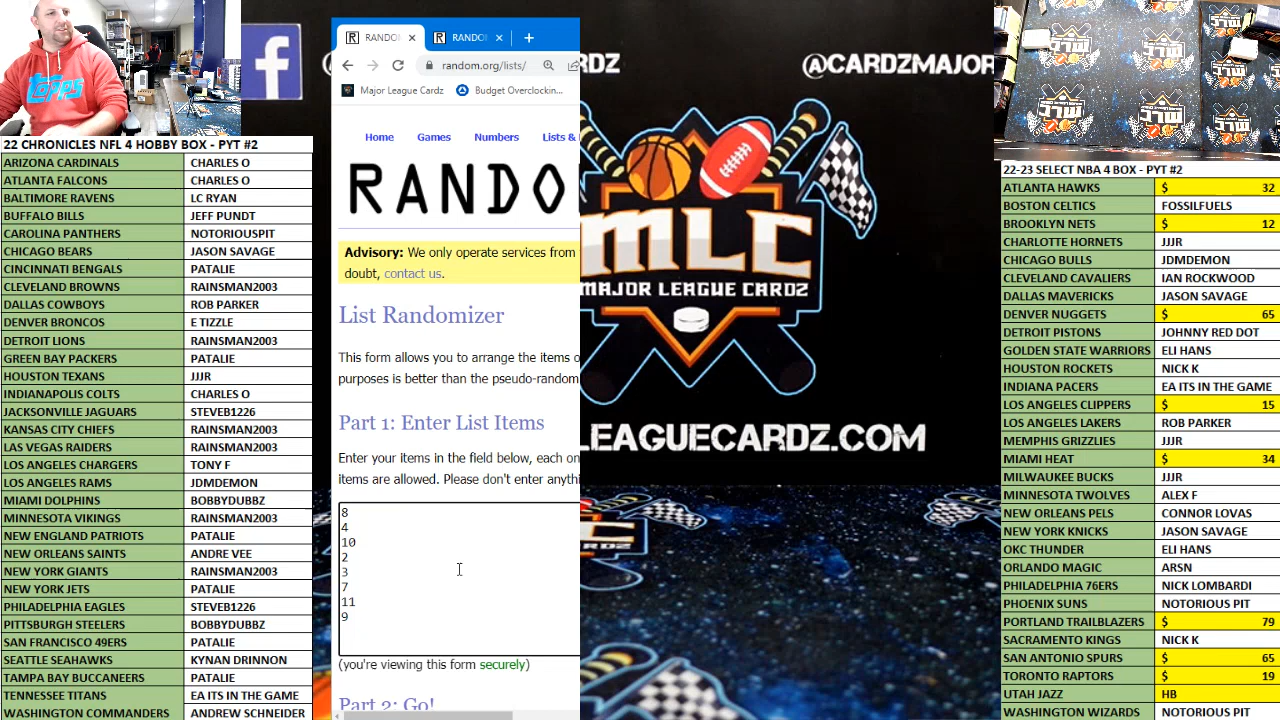 topps
RANDO
RANDO
random.org/lists/
Major League Cardz
Budget Overclockin...
Home
Games
Numbers
Lists &
RANDO
Advisory: We only operate services from
doubt, contact us.
List Randomizer
This form allows you to arrange the items o
purposes is better than the pseudo-random
Part 1: Enter List Items
Enter your items in the field below, each on
items are allowed. Please don't enter anythi
8
4
10
2
3
7
11
9
(you're viewing this form securely)
Part 2: Go!
DZ
@CARDZMAJOR
MLC
MAJOR LEAGUE CARDZ
LEAGUECARDZ.COM
22 CHRONICLES NFL 4 HOBBY BOX - PYT #2
ARIZONA CARDINALS CHARLES O
ATLANTA FALCONS CHARLES O
BALTIMORE RAVENS LC RYAN
BUFFALO BILLS JEFF PUNDT
CAROLINA PANTHERS NOTORIOUSPIT
CHICAGO BEARS JASON SAVAGE
CINCINNATI BENGALS PATALIE
CLEVELAND BROWNS RAINSMAN2003
DALLAS COWBOYS ROB PARKER
DENVER BRONCOS E TIZZLE
DETROIT LIONS RAINSMAN2003
GREEN BAY PACKERS PATALIE
HOUSTON TEXANS JJJR
INDIANAPOLIS COLTS CHARLES O
JACKSONVILLE JAGUARS STEVEB1226
KANSAS CITY CHIEFS RAINSMAN2003
LAS VEGAS RAIDERS RAINSMAN2003
LOS ANGELES CHARGERS TONY F
LOS ANGELES RAMS JDMDEMON
MIAMI DOLPHINS BOBBYDUBBZ
MINNESOTA VIKINGS RAINSMAN2003
NEW ENGLAND PATRIOTS PATALIE
NEW ORLEANS SAINTS ANDRE VEE
NEW YORK GIANTS RAINSMAN2003
NEW YORK JETS PATALIE
PHILADELPHIA EAGLES STEVEB1226
PITTSBURGH STEELERS BOBBYDUBBZ
SAN FRANCISCO 49ERS PATALIE
SEATTLE SEAHAWKS KYNAN DRINNON
TAMPA BAY BUCCANEERS PATALIE
TENNESSEE TITANS EA ITS IN THE GAME
WASHINGTON COMMANDERS ANDREW SCHNEIDER
22-23 SELECT NBA 4 BOX - PYT #2
ATLANTA HAWKS $ 32
BOSTON CELTICS FOSSILFUELS
BROOKLYN NETS $ 12
CHARLOTTE HORNETS JJJR
CHICAGO BULLS JDMDEMON
CLEVELAND CAVALIERS IAN ROCKWOOD
DALLAS MAVERICKS JASON SAVAGE
DENVER NUGGETS $ 65
DETROIT PISTONS JOHNNY RED DOT
GOLDEN STATE WARRIORS ELI HANS
HOUSTON ROCKETS NICK K
INDIANA PACERS EA ITS IN THE GAME
LOS ANGELES CLIPPERS $ 15
LOS ANGELES LAKERS ROB PARKER
MEMPHIS GRIZZLIES JJJR
MIAMI HEAT $ 34
MILWAUKEE BUCKS JJJR
MINNESOTA TWOLVES ALEX F
NEW ORLEANS PELS CONNOR LOVAS
NEW YORK KNICKS JASON SAVAGE
OKC THUNDER ELI HANS
ORLANDO MAGIC ARSN
PHILADELPHIA 76ERS NICK LOMBARDI
PHOENIX SUNS NOTORIOUS PIT
PORTLAND TRAILBLAZERS $ 79
SACRAMENTO KINGS NICK K
SAN ANTONIO SPURS $ 65
TORONTO RAPTORS $ 19
UTAH JAZZ HB
WASHINGTON WIZARDS NOTORIOUS PIT